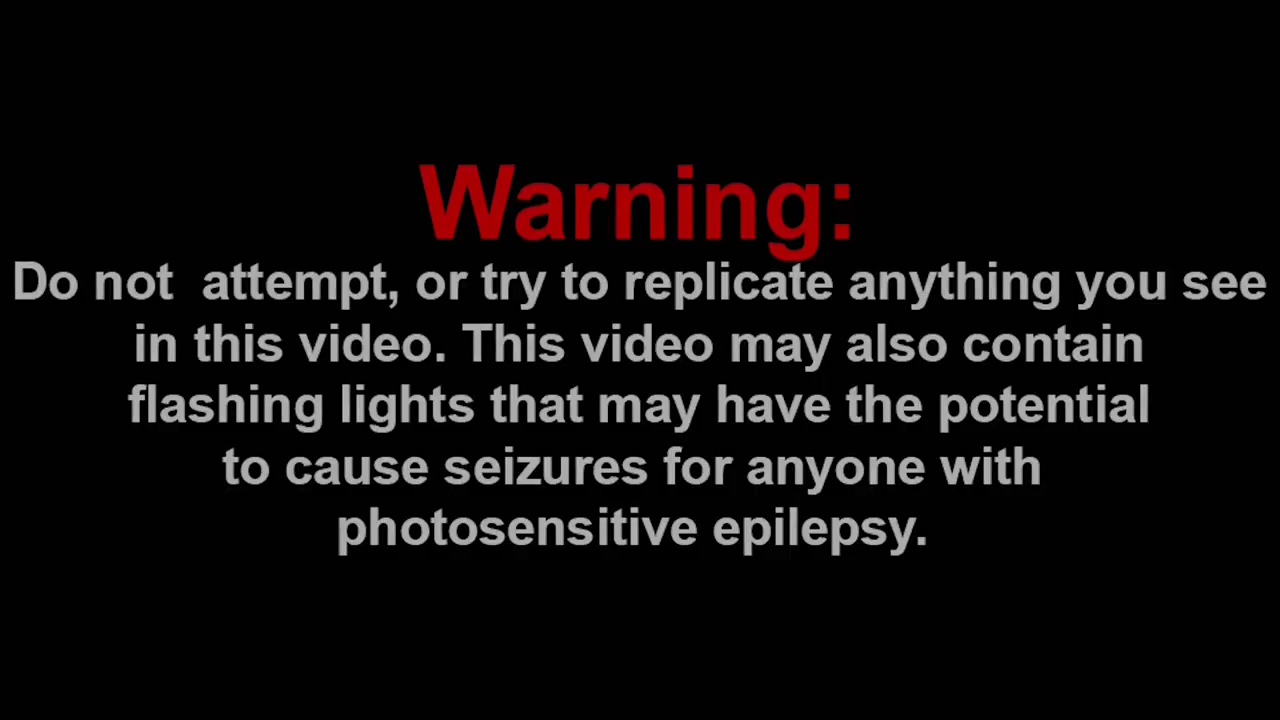 Warning:
Do not  attempt, or try to replicate anything you see
in this video. This video may also contain
flashing lights that may have the potential
to cause seizures for anyone with
photosensitive epilepsy.